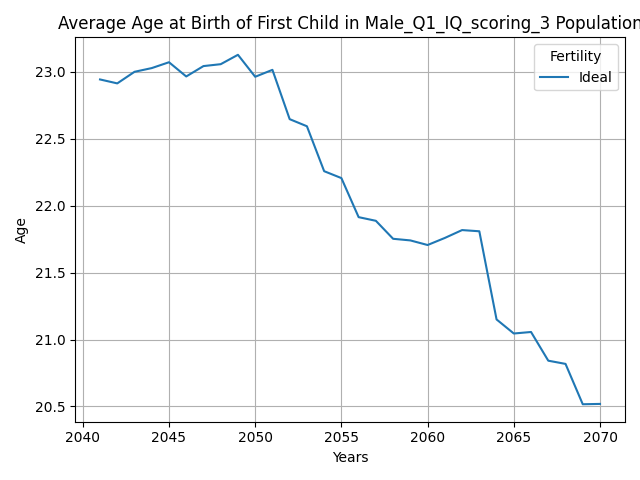 Average Age at Birth of First Child in Male_Q1_IQ_scoring_3 Population
Fertility
Ideal
23.0
22.5
22.0
21.5
21.0
20.5
Age
2040 2045 2050 2055 2060 2065 2070
Years